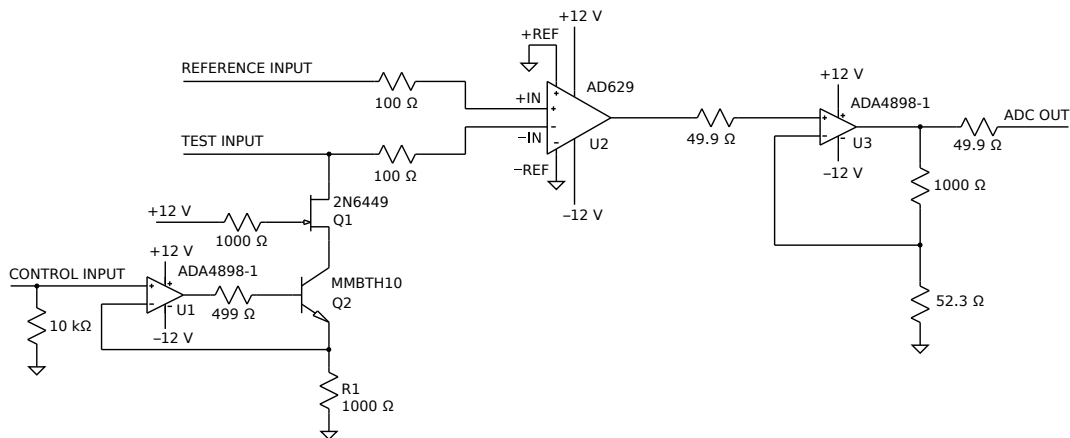 +12 V
+REF
REFERENCE INPUT
100 Ω
+IN
AD629
+12 V
ADA4898-1
ADC OUT
49.9 Ω
U3
49.9 Ω
TEST INPUT
−IN
U2
100 Ω
−REF
−12 V
1000 Ω
−12 V
2N6449
Q1
+12 V
1000 Ω
+12 V
CONTROL INPUT
ADA4898-1
MMBTH10
Q2
U1
499 Ω
10 kΩ
−12 V
52.3 Ω
R1
1000 Ω